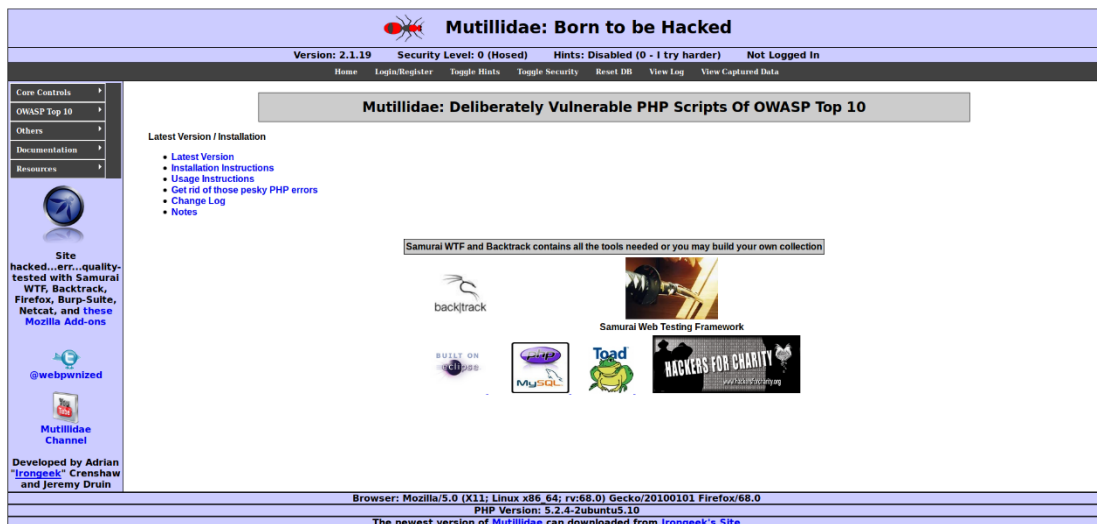 Mutillidae: Born to be Hacked
Version: 2.1.19 Security Level: 0 (Hosed) Hints: Disabled (0 - I try harder) Not Logged In
Home Login/Register Toggle Hints Toggle Security Reset DB View Log View Captured Data
Core Controls
OWASP Top 10
Others
Documentation
Resources
Site
hacked...err...quality-
tested with Samurai
WTF, Backtrack,
Firefox, Burp-Suite,
Netcat, and these
Mozilla Add-ons
@webpwnized
You
Tube
Mutillidae
Channel
Developed by Adrian
"Irongeek" Crenshaw
and Jeremy Druin
Mutillidae: Deliberately Vulnerable PHP Scripts Of OWASP Top 10
Latest Version / Installation
• Latest Version
• Installation Instructions
• Usage Instructions
• Get rid of those pesky PHP errors
• Change Log
• Notes
Samurai WTF and Backtrack contains all the tools needed or you may build your own collection
back|track
Samurai Web Testing Framework
BUILT ON
eclipse
php
MySQL
Toad
HACKERS FOR CHARITY
www.hackersforcharity.org
Browser: Mozilla/5.0 (X11; Linux x86_64; rv:68.0) Gecko/20100101 Firefox/68.0
PHP Version: 5.2.4-2ubuntu5.10
The newest version of Mutillidae can downloaded from Irongeek's Site